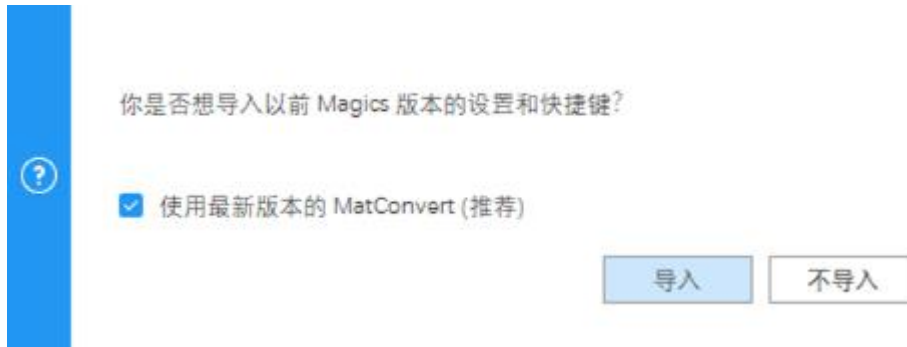 你是否想导入以前 Magics 版本的设置和快捷键?
使用最新版本的 MatConvert (推荐)
导入 不导入